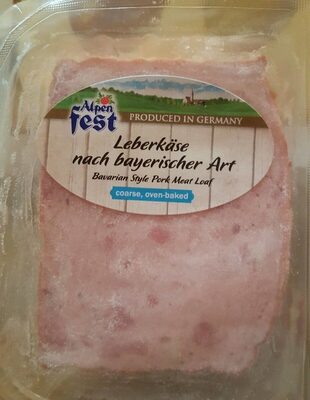 Alpen
fest
PRODUCED IN GERMANY
Leberkäse
nach bayerischer Art
Bavarian Style Pork Meat Loaf
coarse, oven-baked